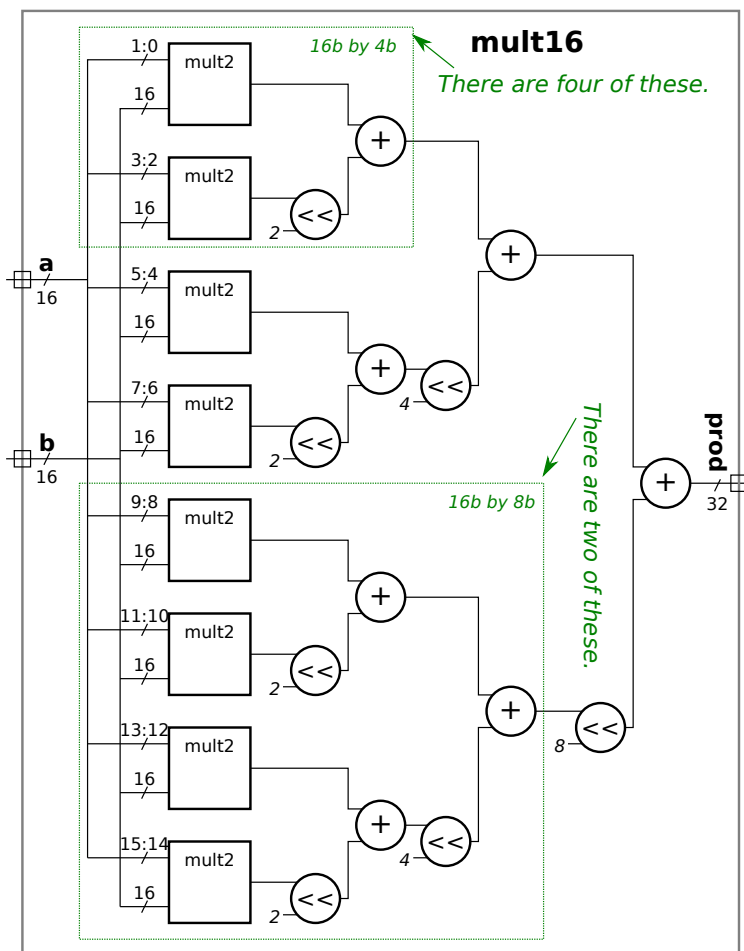 mult16
16b by 4b
There are four of these.
1:0
mult2
16
+
3:2
mult2
16
<<
2
+
a
16
5:4
mult2
16
+
<<
4
7:6
mult2
16
<<
2
b
16
There are two of these.
prod
+
32
16b by 8b
9:8
mult2
16
+
11:10
mult2
16
<<
2
+
<<
8
13:12
mult2
16
+
<<
4
15:14
mult2
16
<<
2